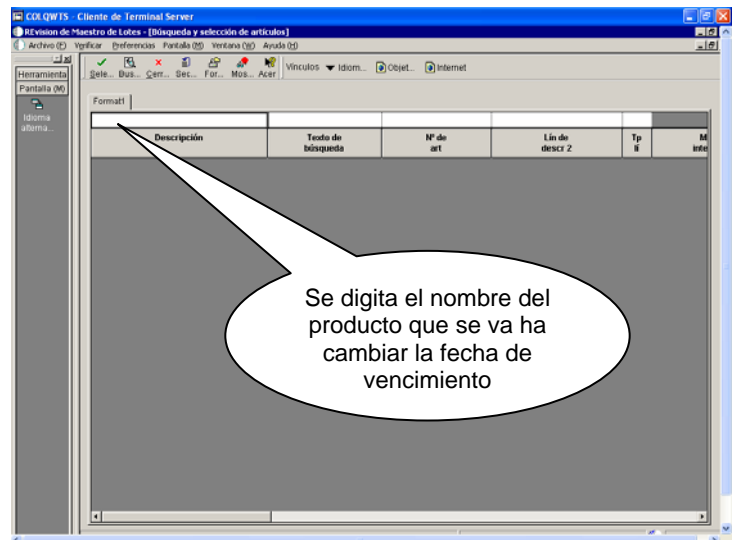 COLQWTS - Cliente de Terminal Server
REvision de Maestro de Lotes - [Búsqueda y selección de artículos]
Archivo (F) Verificar Preferencias Pantalla (M) Ventana (W) Ayuda (H)
Herramienta
Pantalla (M)
Idioma
alterna...
Sele... Bus... Cerr... Sec... For... Mos... Acer Vínculos Idiom... Objet... Internet
Format1
Descripción Texto de búsqueda Nº de art Lín de descr 2 Tp lí M inte
Se digita el nombre del
producto que se va ha
cambiar la fecha de
vencimiento